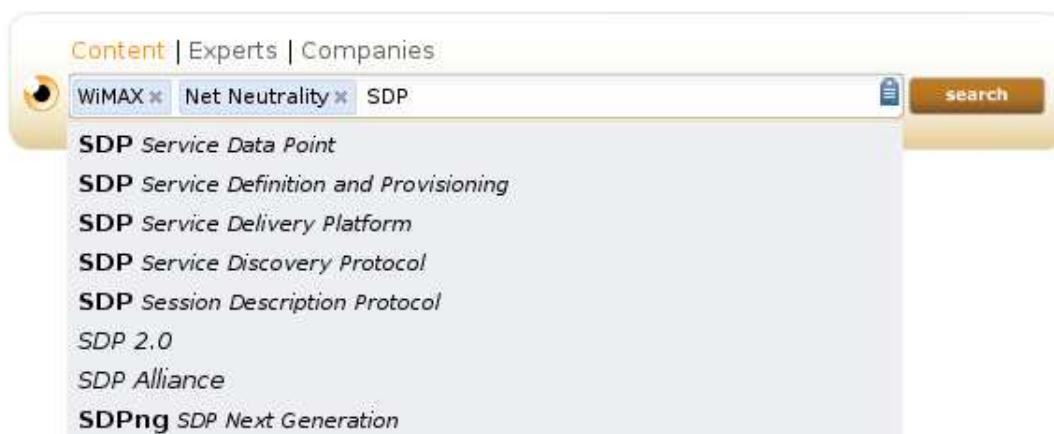 Content | Experts | Companies
WiMAX × Net Neutrality × SDP search
SDP Service Data Point
SDP Service Definition and Provisioning
SDP Service Delivery Platform
SDP Service Discovery Protocol
SDP Session Description Protocol
SDP 2.0
SDP Alliance
SDPng SDP Next Generation